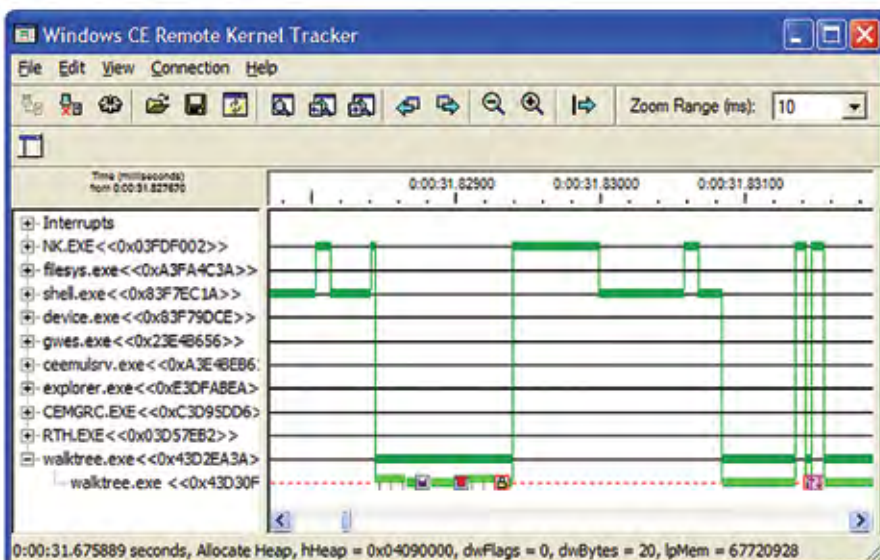 Windows CE Remote Kernel Tracker
File Edit View Connection Help
Zoom Range (ms): 10
Time (milliseconds)
from 0:00:31.827670
0:00:31.82900 0:00:31.83000 0:00:31.83100
Interrupts
NK.EXE<<0x03FDF002>>
filesys.exe<<0xA3FA4C3A>>
shell.exe<<0x83F7EC1A>>
device.exe<<0x83F79DCE>>
gwes.exe<<0x23E4B656>>
ceemulsrv.exe<<0xA3E4BEB6
explorer.exe<<0xE3DFABEA>
CEMGRC.EXE<<0xC3D95DD6>
RTH.EXE<<0x03D57EB2>>
walktree.exe<<0x43D2EA3A>
walktree.exe <<0x43D30F
0:00:31.675889 seconds, Allocate Heap, hHeap = 0x04090000, dwFlags = 0, dwBytes = 20, lpMem = 67720928